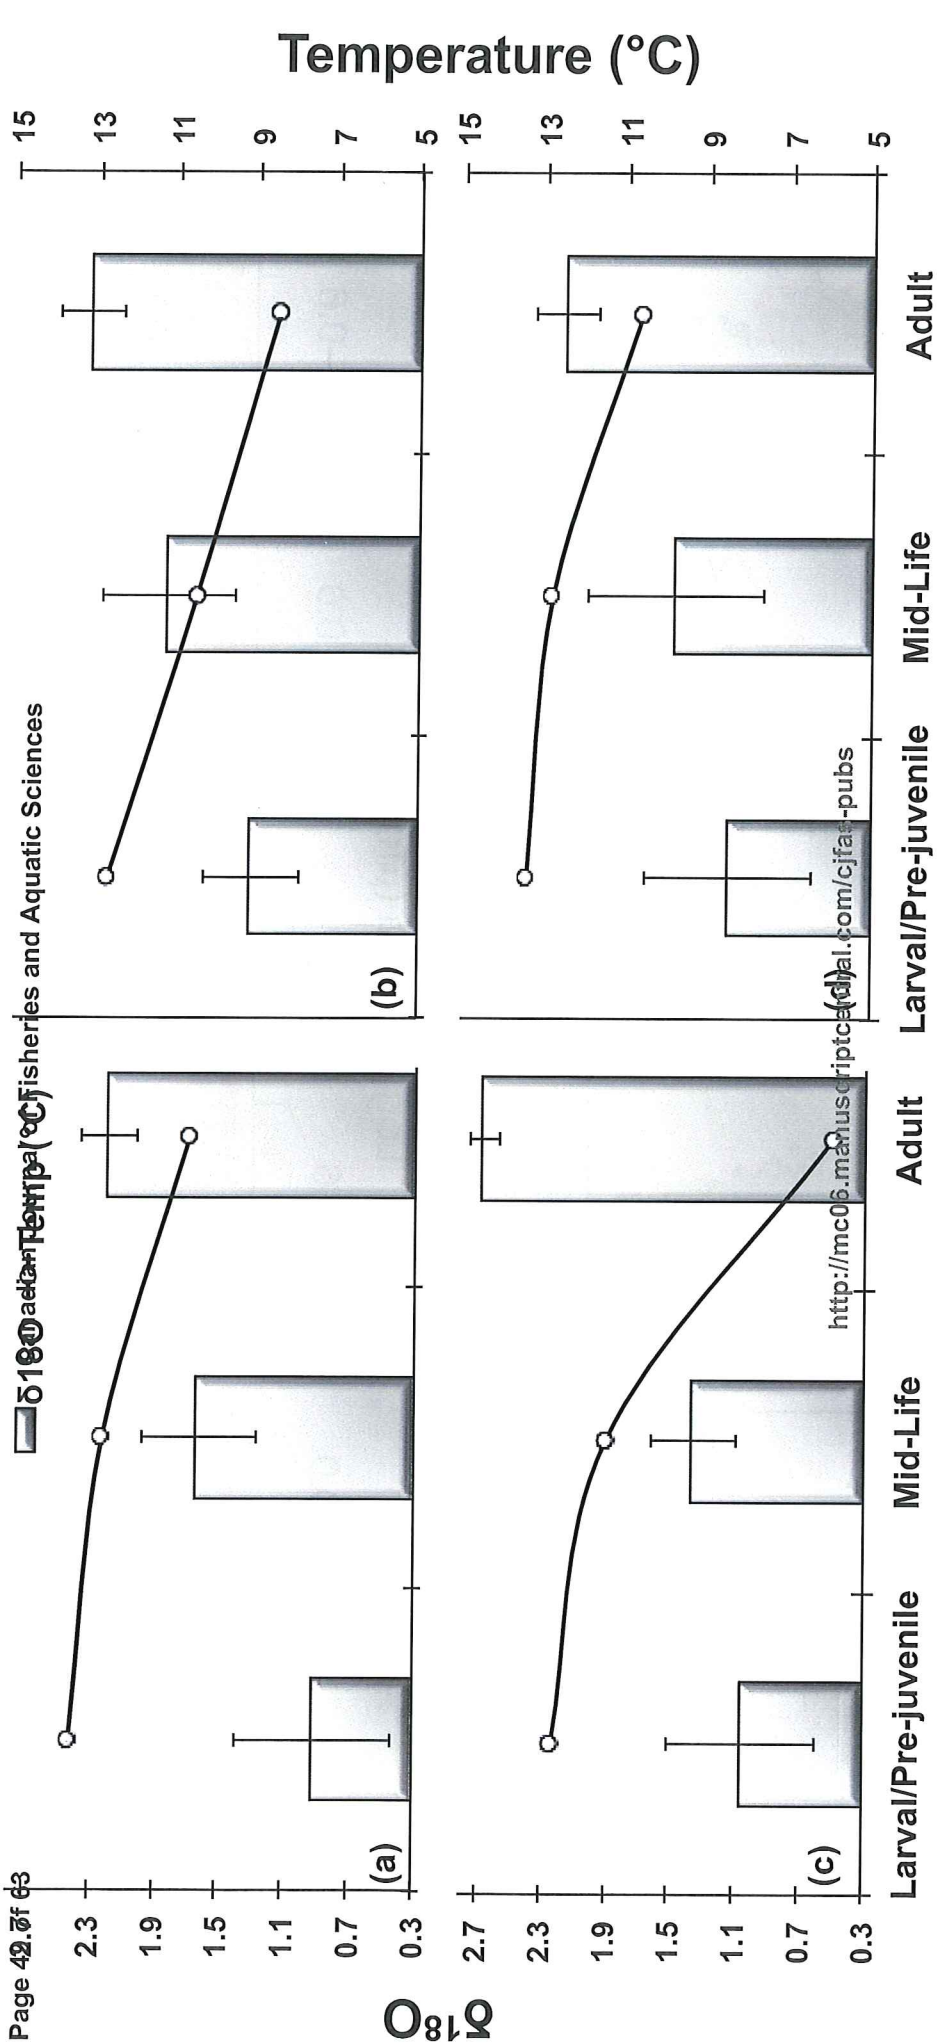 Page 42 of 63
Canadian Journal of Fisheries and Aquatic Sciences
δ18O Temp (°C)
2.7
2.3
1.9
1.5
1.1
0.7
0.3
(a)
(b)
15
13
11
9
7
5
2.7
2.3
1.9
1.5
1.1
0.7
0.3
(c)
(d)
15
13
11
9
7
5
δ18O
Temperature (°C)
Larval/Pre-juvenile Mid-Life Adult
Larval/Pre-juvenile Mid-Life Adult
http://mc06.manuscriptcentral.com/cjfas-pubs